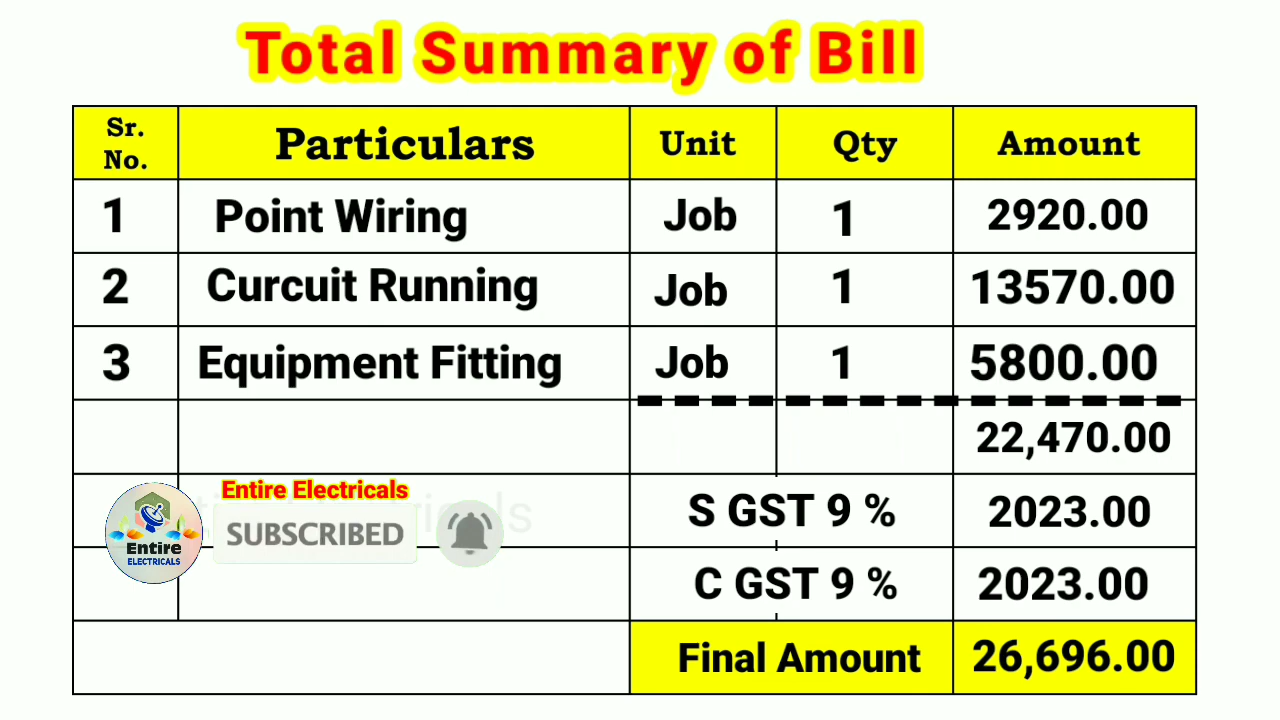 Total Summary of Bill
Sr. No. Particulars Unit Qty Amount
1 Point Wiring Job 1 2920.00
2 Curcuit Running Job 1 13570.00
3 Equipment Fitting Job 1 5800.00
22,470.00
Entire Electricals
S GST 9 % 2023.00
SUBSCRIBED
Entire
ELECTRICALS
C GST 9 % 2023.00
Final Amount 26,696.00